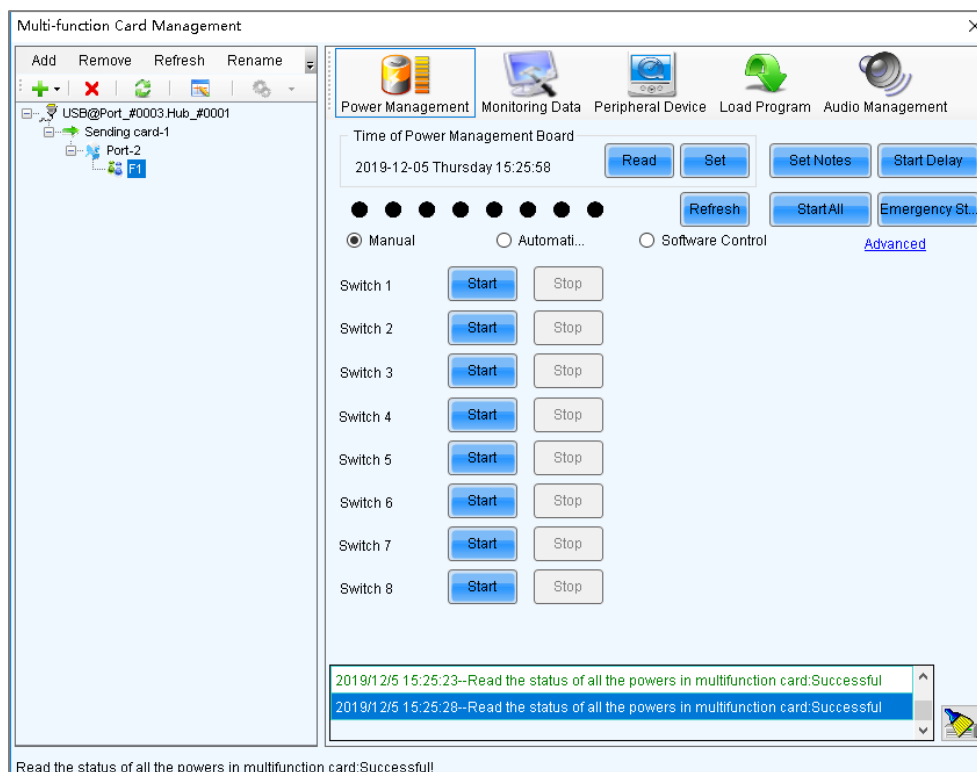 Multi-function Card Management
Add Remove Refresh Rename
USB@Port_#0003.Hub_#0001
Sending card-1
Port-2
F1
Power Management Monitoring Data Peripheral Device Load Program Audio Management
Time of Power Management Board
2019-12-05 Thursday 15:25:58 Read Set Set Notes Start Delay
Refresh Start All Emergency St...
Manual Automati... Software Control Advanced
Switch 1 Start Stop
Switch 2 Start Stop
Switch 3 Start Stop
Switch 4 Start Stop
Switch 5 Start Stop
Switch 6 Start Stop
Switch 7 Start Stop
Switch 8 Start Stop
2019/12/5 15:25:23--Read the status of all the powers in multifunction card:Successful
2019/12/5 15:25:28--Read the status of all the powers in multifunction card:Successful
Read the status of all the powers in multifunction card:Successful!